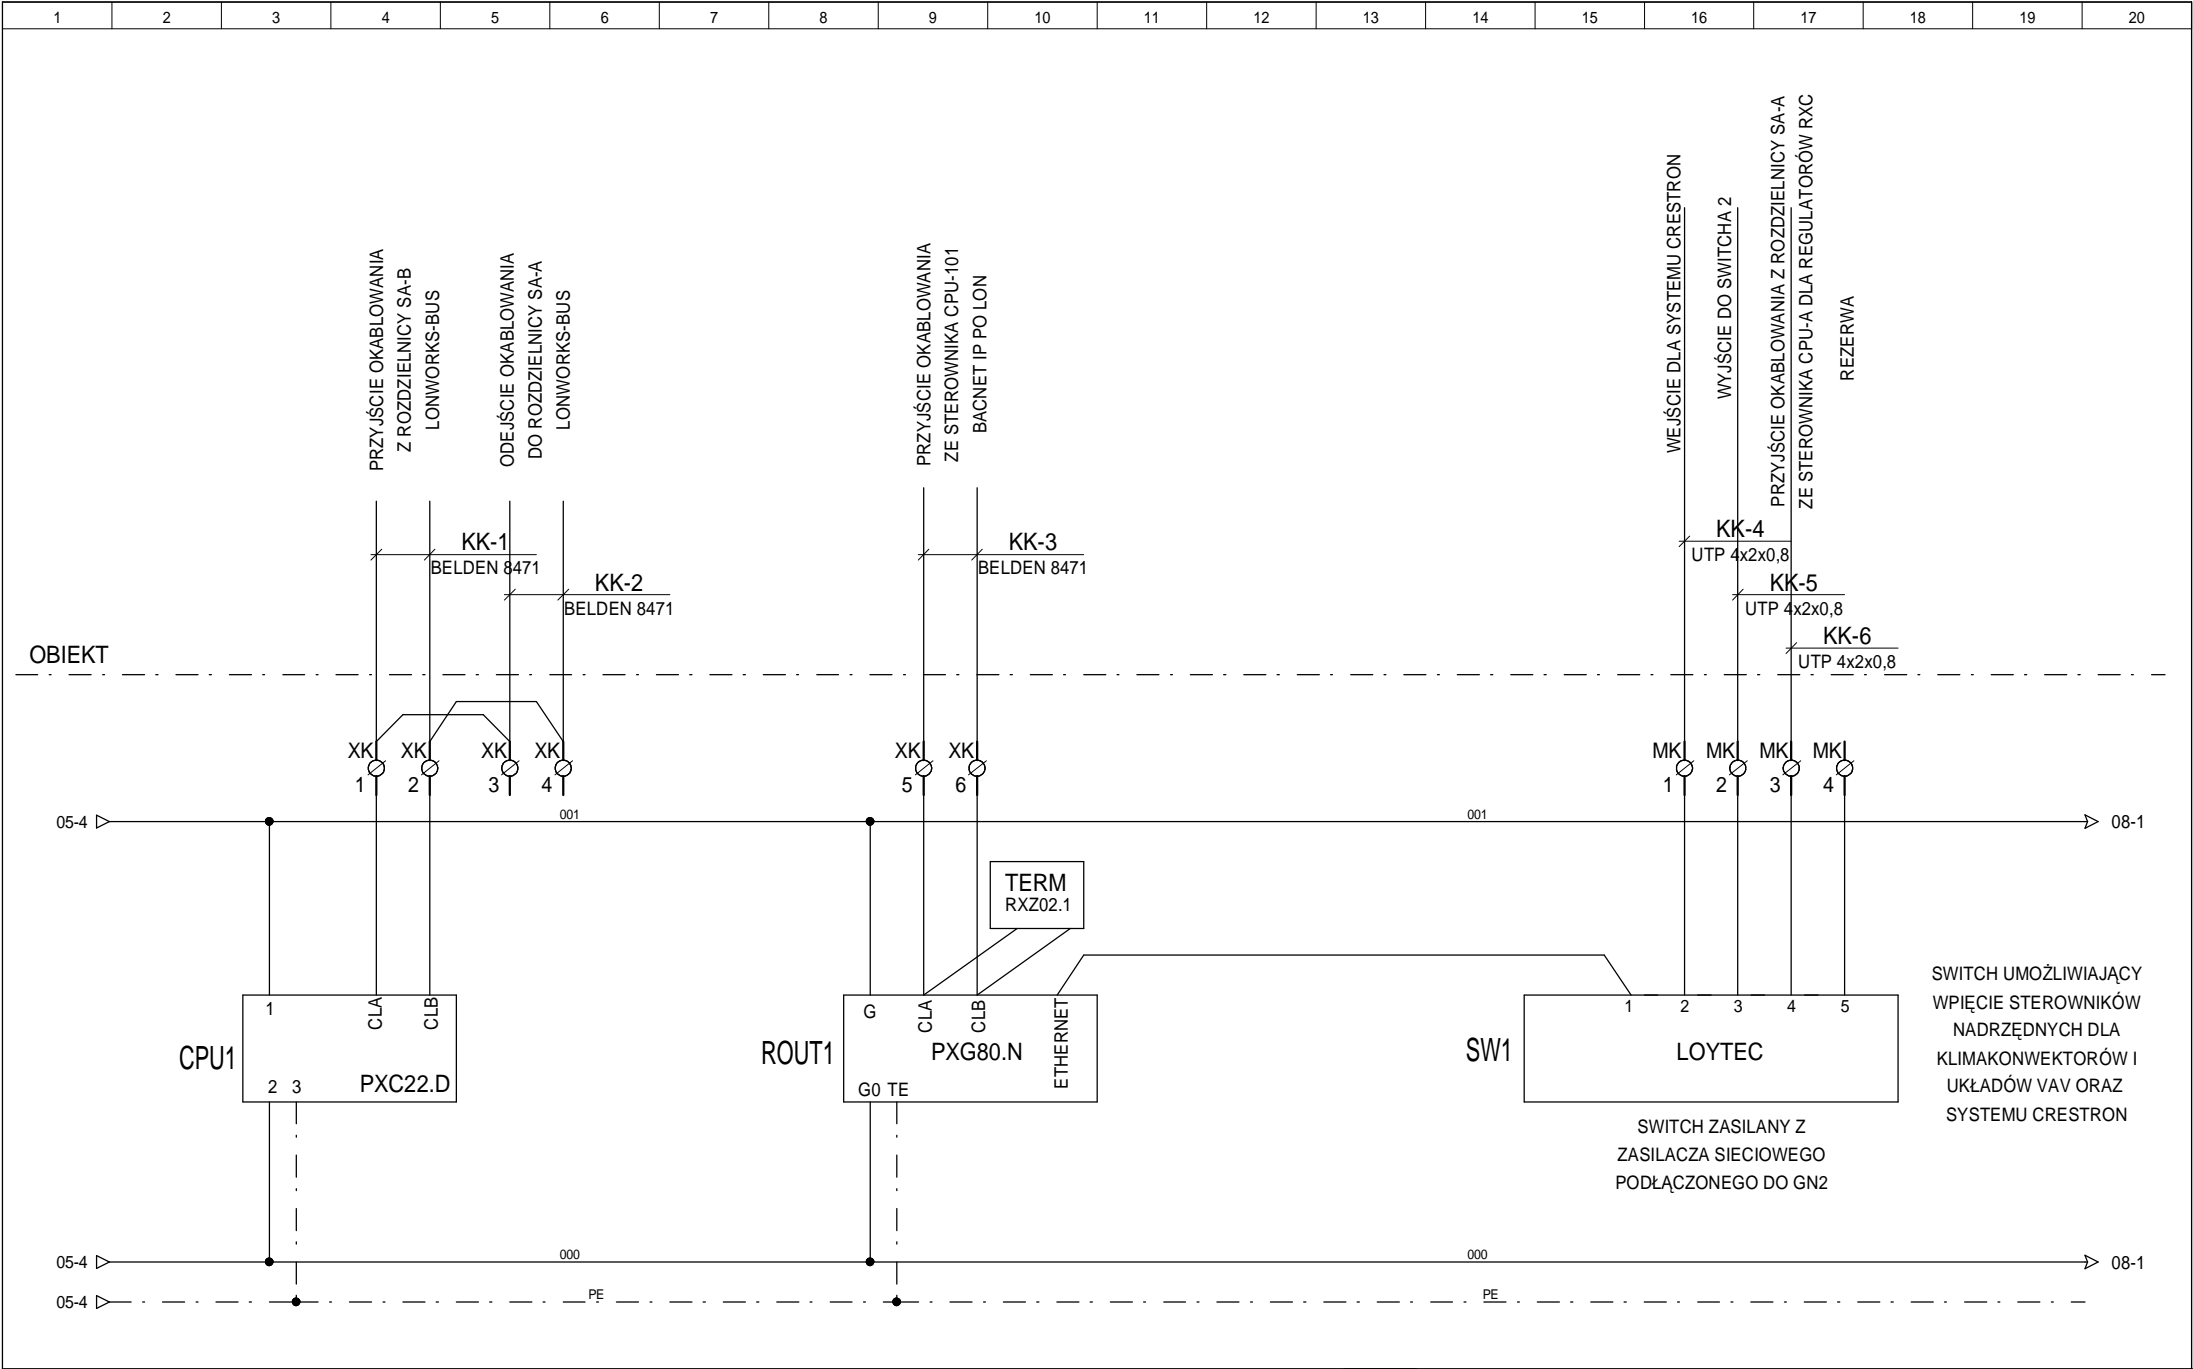 1 2 3 4 5 6 7 8 9 10 11 12 13 14 15 16 17 18 19 20
PRZYJŚCIE OKABLOWANIA
Z ROZDZIELNICY SA-B
LONWORKS-BUS
ODEJŚCIE OKABLOWANIA
DO ROZDZIELNICY SA-A
LONWORKS-BUS
PRZYJŚCIE OKABLOWANIA
ZE STEROWNIKA CPU-101
BACNET IP PO LON
WEJŚCIE DLA SYSTEMU CRESTRON
WYJŚCIE DO SWITCHA 2
PRZYJŚCIE OKABLOWANIA Z ROZDZIELNICY SA-A
ZE STEROWNIKA CPU-A DLA REGULATORÓW RXC
REZERWA
KK-1
BELDEN 8471
KK-2
BELDEN 8471
KK-3
BELDEN 8471
KK-4
UTP 4x2x0,8
KK-5
UTP 4x2x0,8
KK-6
UTP 4x2x0,8
OBIEKT
XK XK XK XK XK XK MK MK MK MK
1 2 3 4 5 6 1 2 3 4
05-4 001 001 08-1
TERM
RXZ02.1
1 CLA CLB
CPU1
PXC22.D
2 3
G CLA CLB ETHERNET
ROUT1
PXG80.N
G0 TE
1 2 3 4 5
SW1
LOYTEC
SWITCH UMOŻLIWIAJĄCY
WPIĘCIE STEROWNIKÓW
NADRZĘDNYCH DLA
KLIMAKONWEKTORÓW I
UKŁADÓW VAV ORAZ
SYSTEMU CRESTRON
SWITCH ZASILANY Z
ZASILACZA SIECIOWEGO
PODŁĄCZONEGO DO GN2
05-4 000 000 08-1
05-4 PE PE